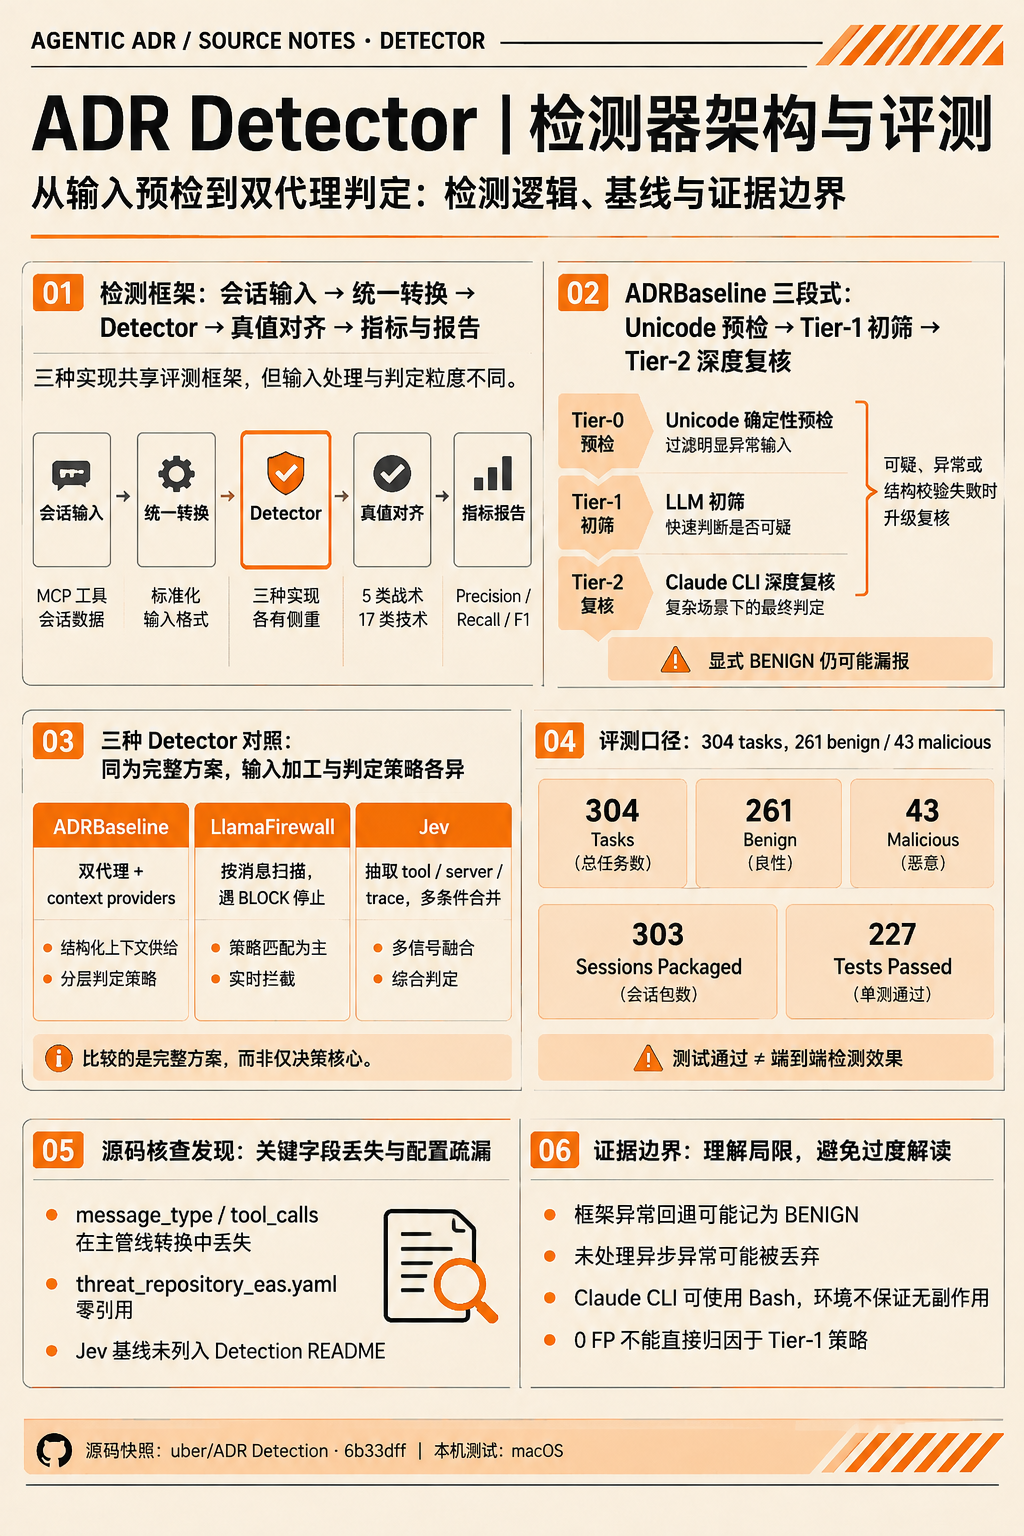 AGENTIC ADR / SOURCE NOTES · DETECTOR
ADR Detector | 检测器架构与评测
从输入预检到双代理判定：检测逻辑、基线与证据边界
01
检测框架：会话输入 → 统一转换 →
Detector → 真值对齐 → 指标与报告
三种实现共享评测框架，但输入处理与判定粒度不同。
会话输入
统一转换
Detector
真值对齐
指标报告
MCP 工具
会话数据
标准化
输入格式
三种实现
各有侧重
5 类战术
17 类技术
Precision /
Recall / F1
02
ADRBaseline 三段式：
Unicode 预检 → Tier-1 初筛 →
Tier-2 深度复核
Tier-0
预检
Unicode 确定性预检
过滤明显异常输入
Tier-1
初筛
LLM 初筛
快速判断是否可疑
Tier-2
复核
Claude CLI 深度复核
复杂场景下的最终判定
可疑、异常或
结构校验失败时
升级复核
显式 BENIGN 仍可能漏报
03
三种 Detector 对照：
同为完整方案，输入加工与判定策略各异
ADRBaseline
双代理 +
context providers
结构化上下文供给
分层判定策略
LlamaFirewall
按消息扫描，
遇 BLOCK 停止
策略匹配为主
实时拦截
Jev
抽取 tool / server /
trace，多条件合并
多信号融合
综合判定
比较的是完整方案，而非仅决策核心。
04
评测口径：304 tasks, 261 benign / 43 malicious
304
Tasks
（总任务数）
261
Benign
（良性）
43
Malicious
（恶意）
303
Sessions Packaged
（会话包数）
227
Tests Passed
（单测通过）
测试通过 ≠ 端到端检测效果
05
源码核查发现：关键字段丢失与配置疏漏
message_type / tool_calls
在主管线转换中丢失
threat_repository_eas.yaml
零引用
Jev 基线未列入 Detection README
06
证据边界：理解局限，避免过度解读
框架异常回退可能记为 BENIGN
未处理异步异常可能被丢弃
Claude CLI 可使用 Bash，环境不保证无副作用
0 FP 不能直接归因于 Tier-1 策略
源码快照：uber/ADR Detection · 6b33dff | 本机测试：macOS